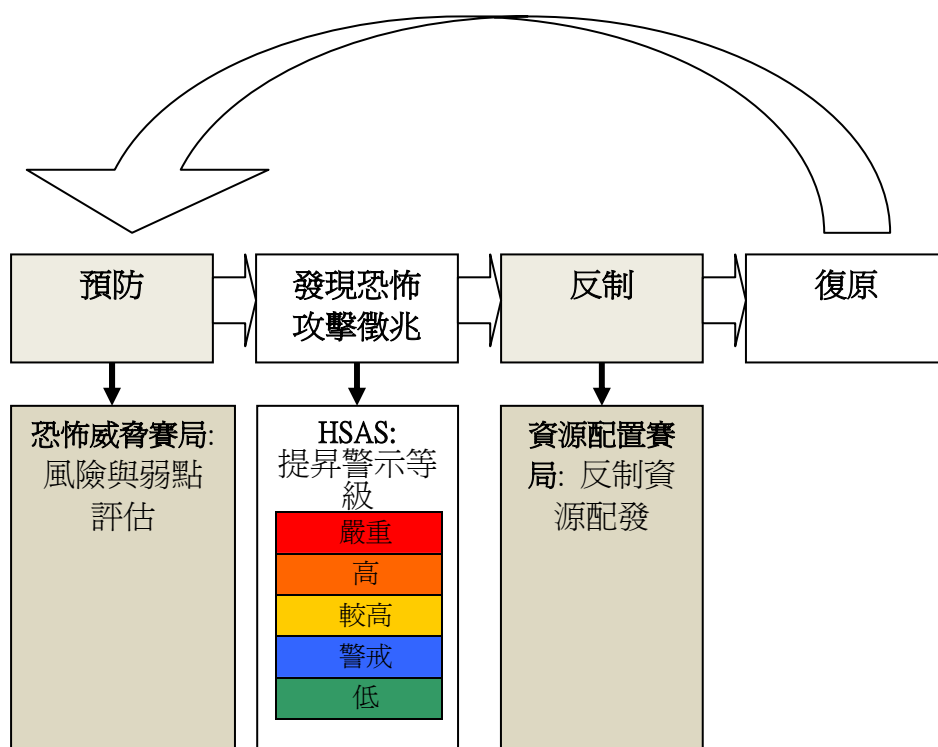 預防
發現恐怖
攻擊徵兆
反制
復原
恐怖威脅賽局:
風險與弱點
評估
HSAS:
提昇警示等
級
嚴重
高
較高
警戒
低
資源配置賽
局: 反制資
源配發